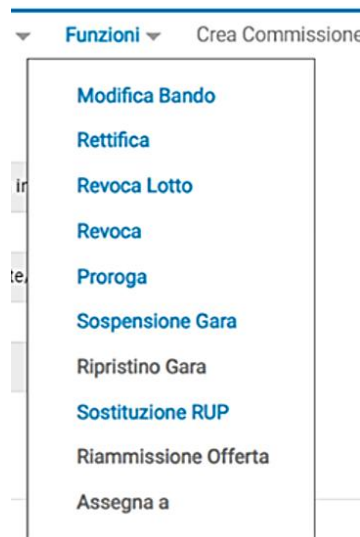 Funzioni Crea Commissione
Modifica Bando
Rettifica
Revoca Lotto
Revoca
Proroga
Sospensione Gara
Ripristino Gara
Sostituzione RUP
Riammissione Offerta
Assegna a